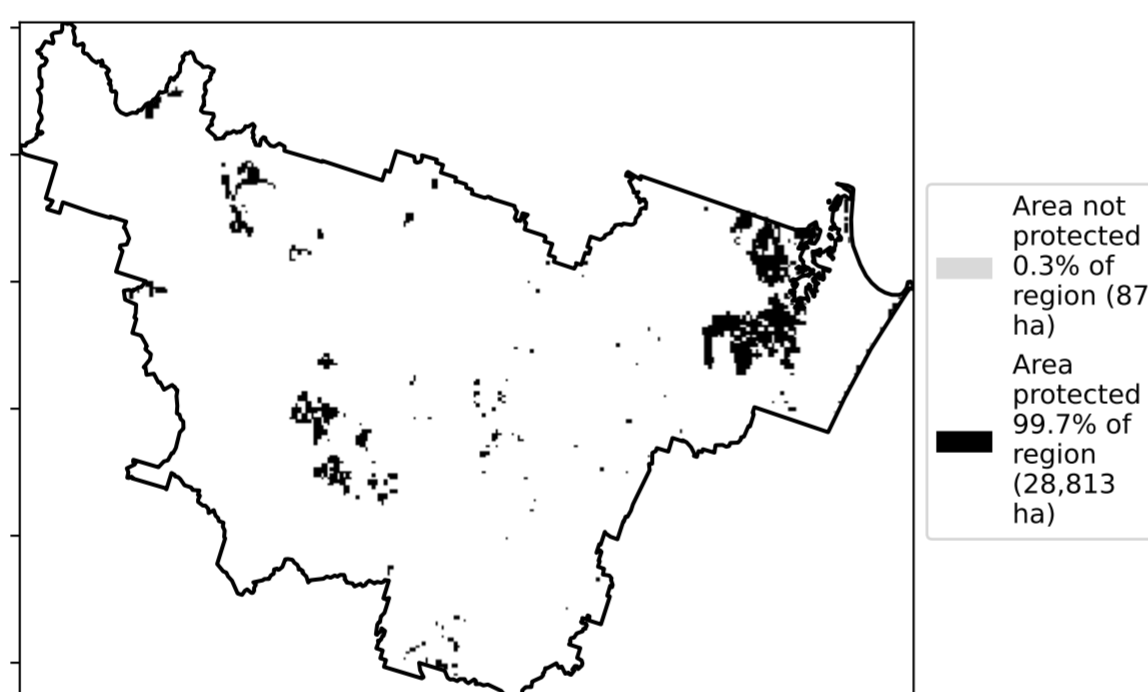 Area not
protected
0.3% of
region (87
ha)
Area
protected
99.7% of
region
(28,813
ha)